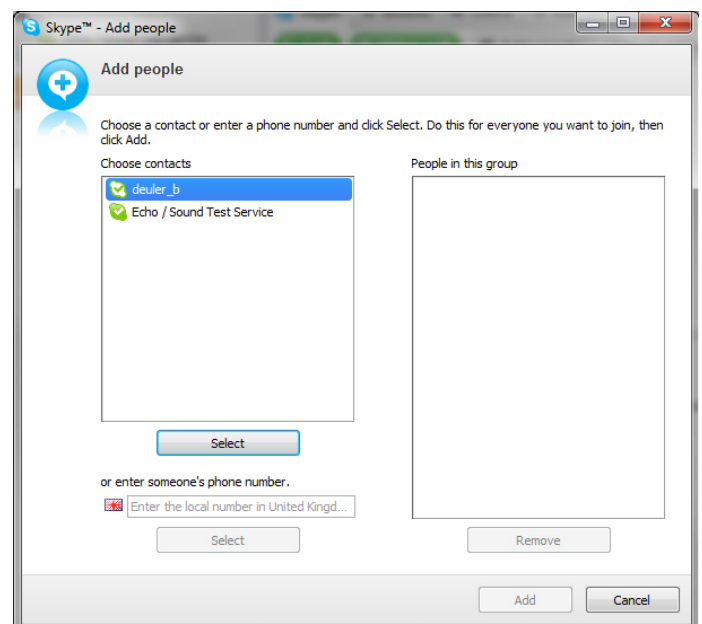 Skype™ - Add people
Add people
Choose a contact or enter a phone number and click Select. Do this for everyone you want to join, then
click Add.
Choose contacts
People in this group
deuler_b
Echo / Sound Test Service
Select
or enter someone's phone number.
Enter the local number in United Kingd...
Select
Remove
Add
Cancel